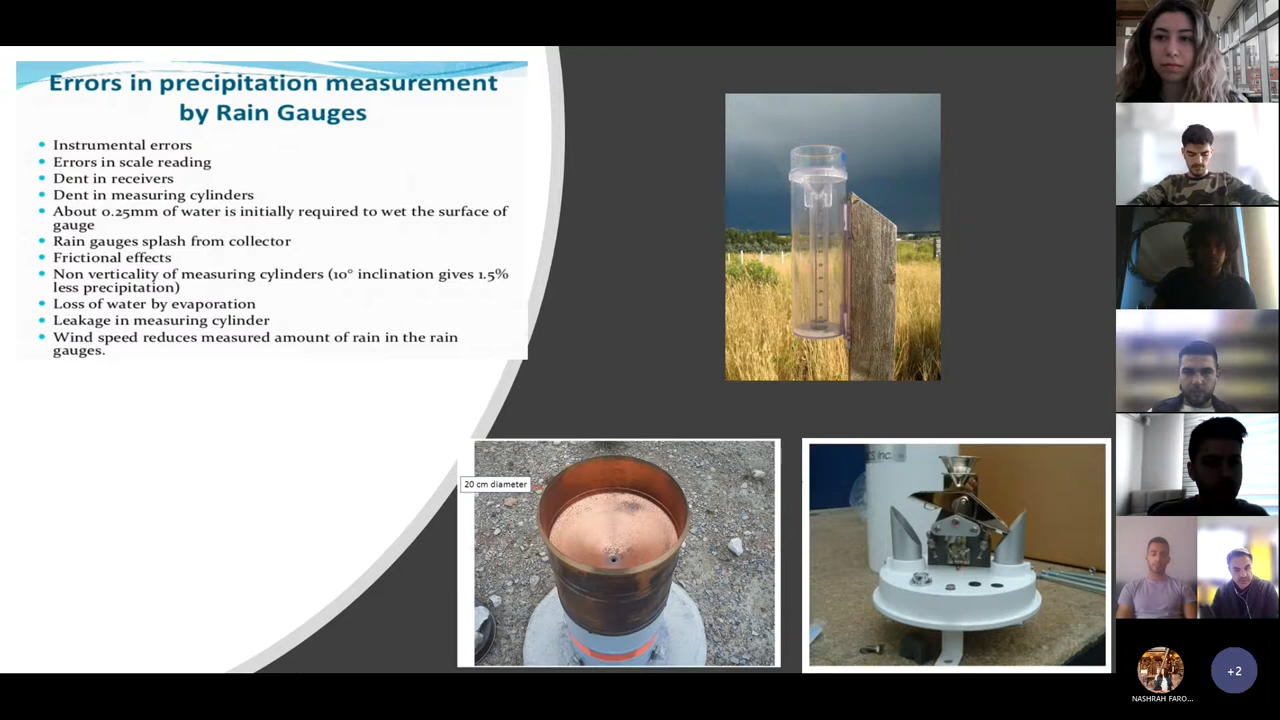 Errors in precipitation measurement
by Rain Gauges
• Instrumental errors
• Errors in scale reading
• Dent in receivers
• Dent in measuring cylinders
• About 0.25mm of water is initially required to wet the surface of
gauge
• Rain gauges splash from collector
• Frictional effects
• Non verticality of measuring cylinders (10° inclination gives 1.5%
less precipitation)
• Loss of water by evaporation
• Leakage in measuring cylinder
• Wind speed reduces measured amount of rain in the rain
gauges.
20 cm diameter
Inc.
NASHRAH FARO...
+2